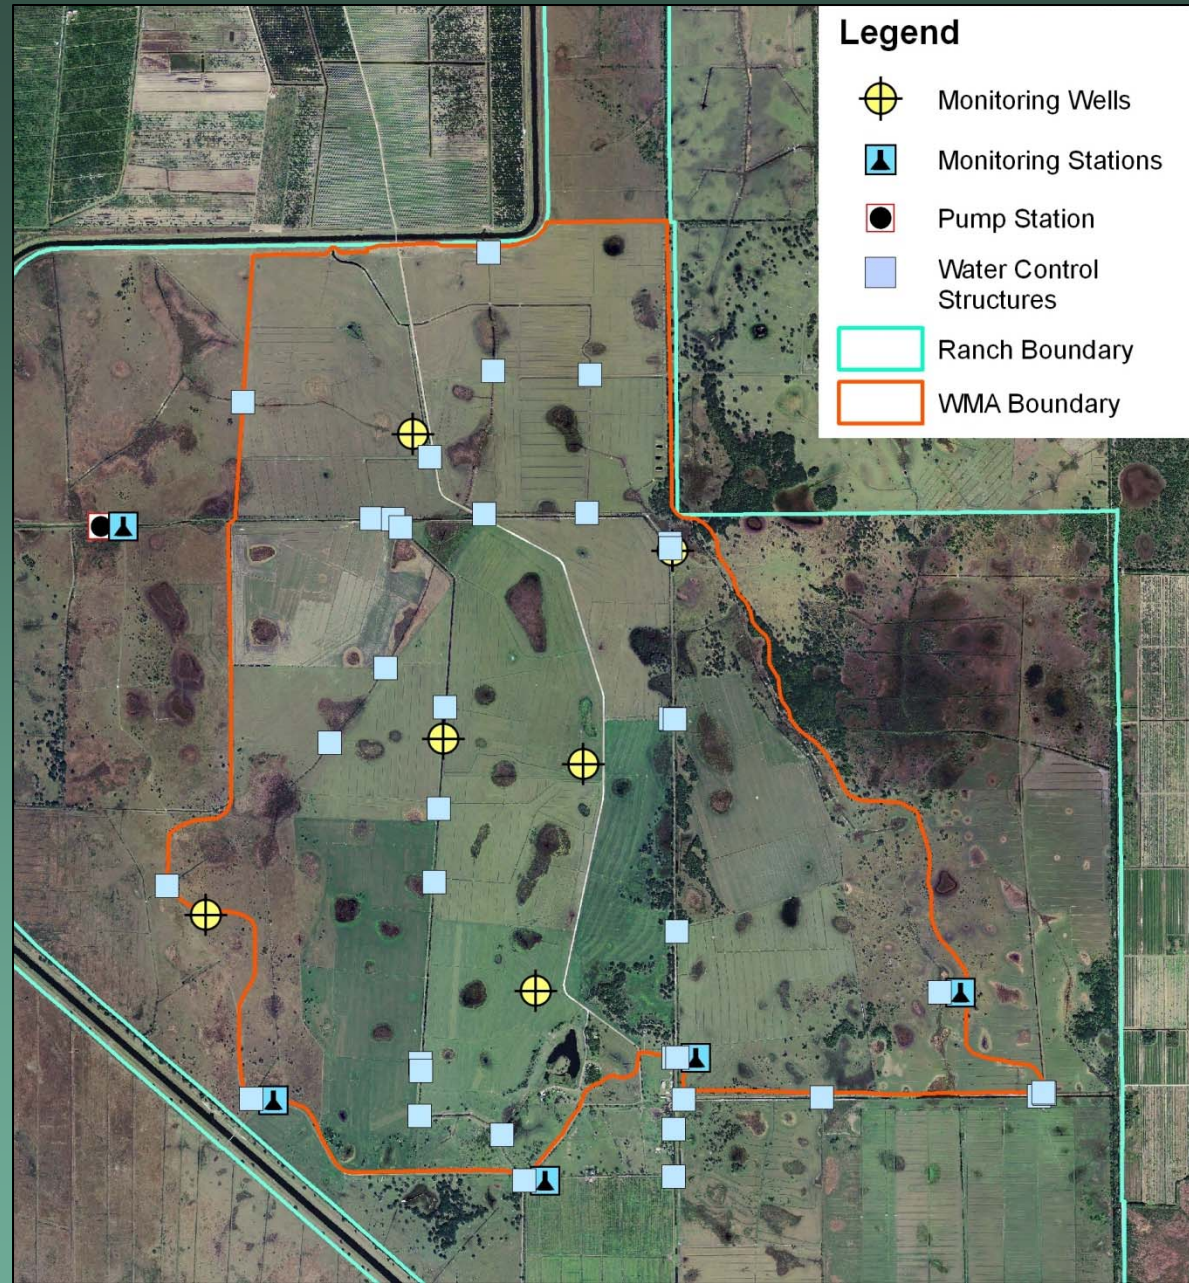 Legend
Monitoring Wells
Monitoring Stations
Pump Station
Water Control
Structures
Ranch Boundary
WMA Boundary